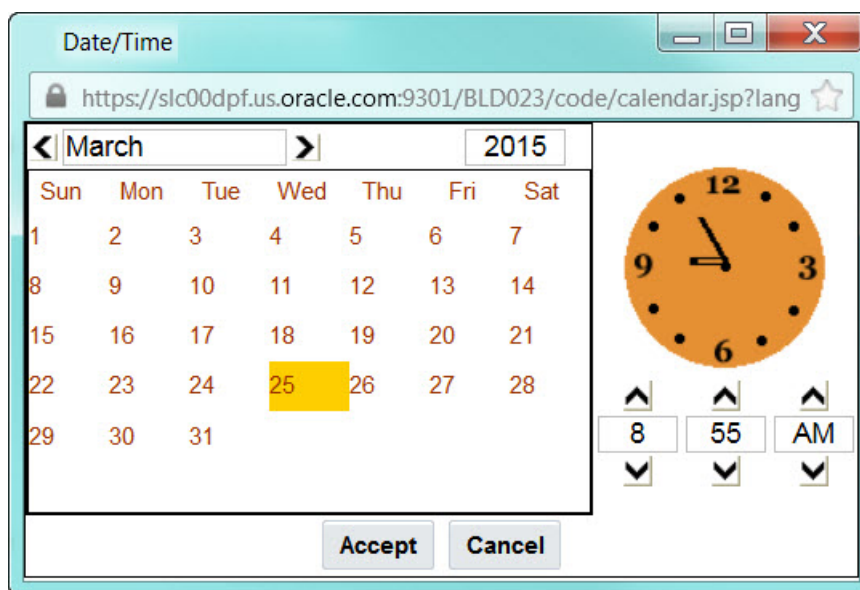 Date/Time
https://slc00dpf.us.oracle.com:9301/BLD023/code/calendar.jsp?lang
March 2015
Sun Mon Tue Wed Thu Fri Sat
1 2 3 4 5 6 7
8 9 10 11 12 13 14
15 16 17 18 19 20 21
22 23 24 25 26 27 28
29 30 31
12
9 3
6
8 55 AM
Accept Cancel